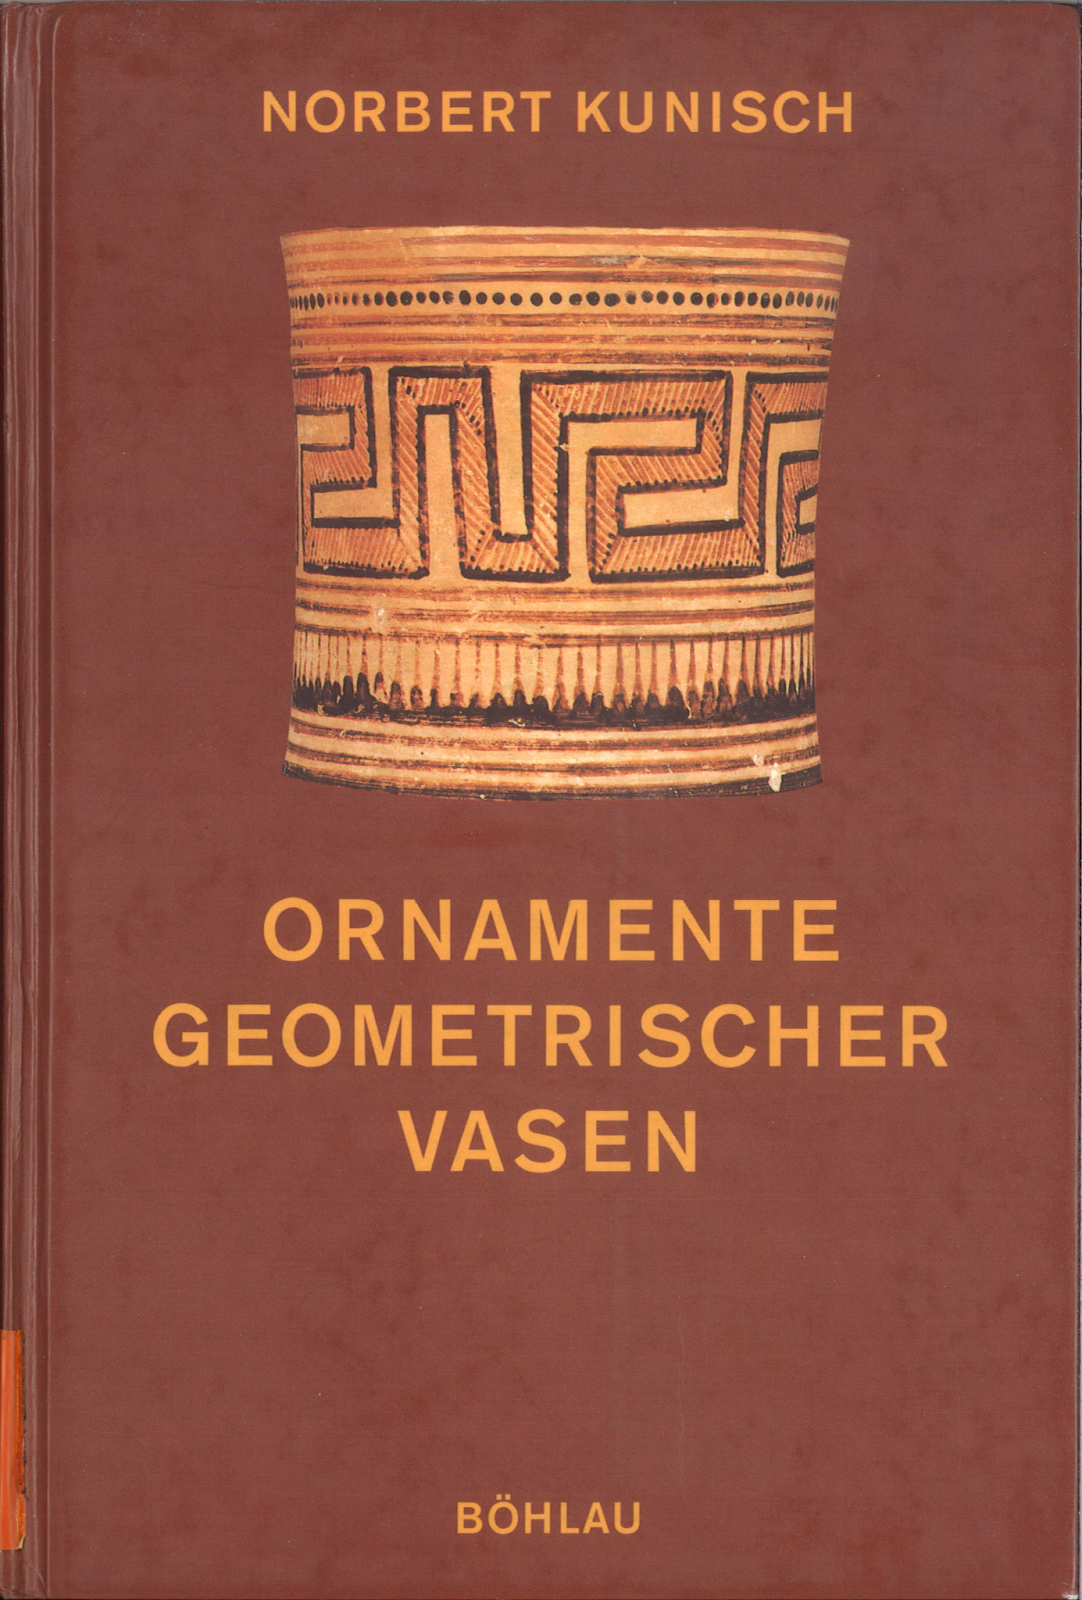 NORBERT KUNISCH
ORNAMENTE
GEOMETRISCHER
VASEN
BÖHLAU